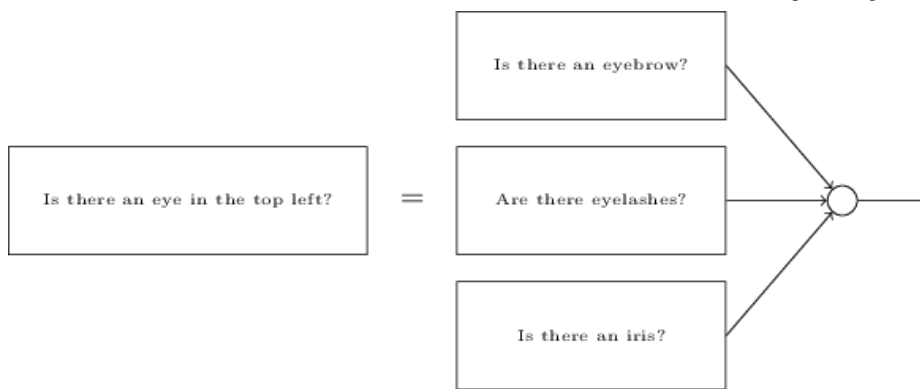 Is there an eyebrow?
Is there an eye in the top left?
=
Are there eyelashes?
Is there an iris?